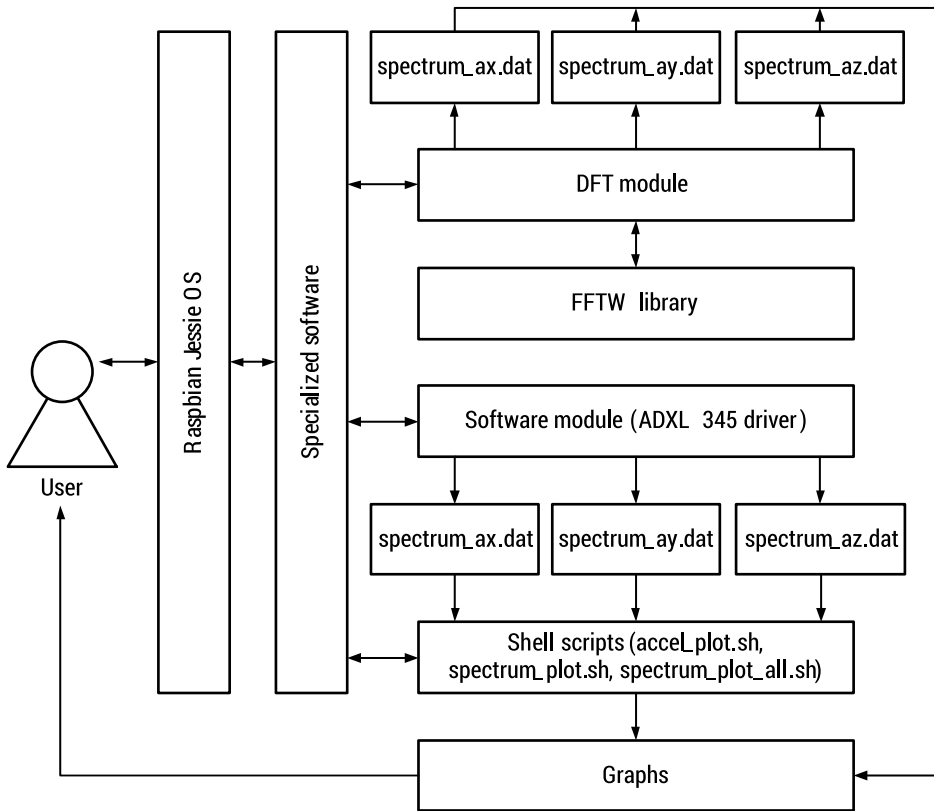 spectrum_ax.dat
spectrum_ay.dat
spectrum_az.dat
DFT module
FFTW library
Raspbian Jessie OS
Specialized software
User
Software module (ADXL 345 driver)
spectrum_ax.dat
spectrum_ay.dat
spectrum_az.dat
Shell scripts (accel_plot.sh,
spectrum_plot.sh, spectrum_plot_all.sh)
Graphs